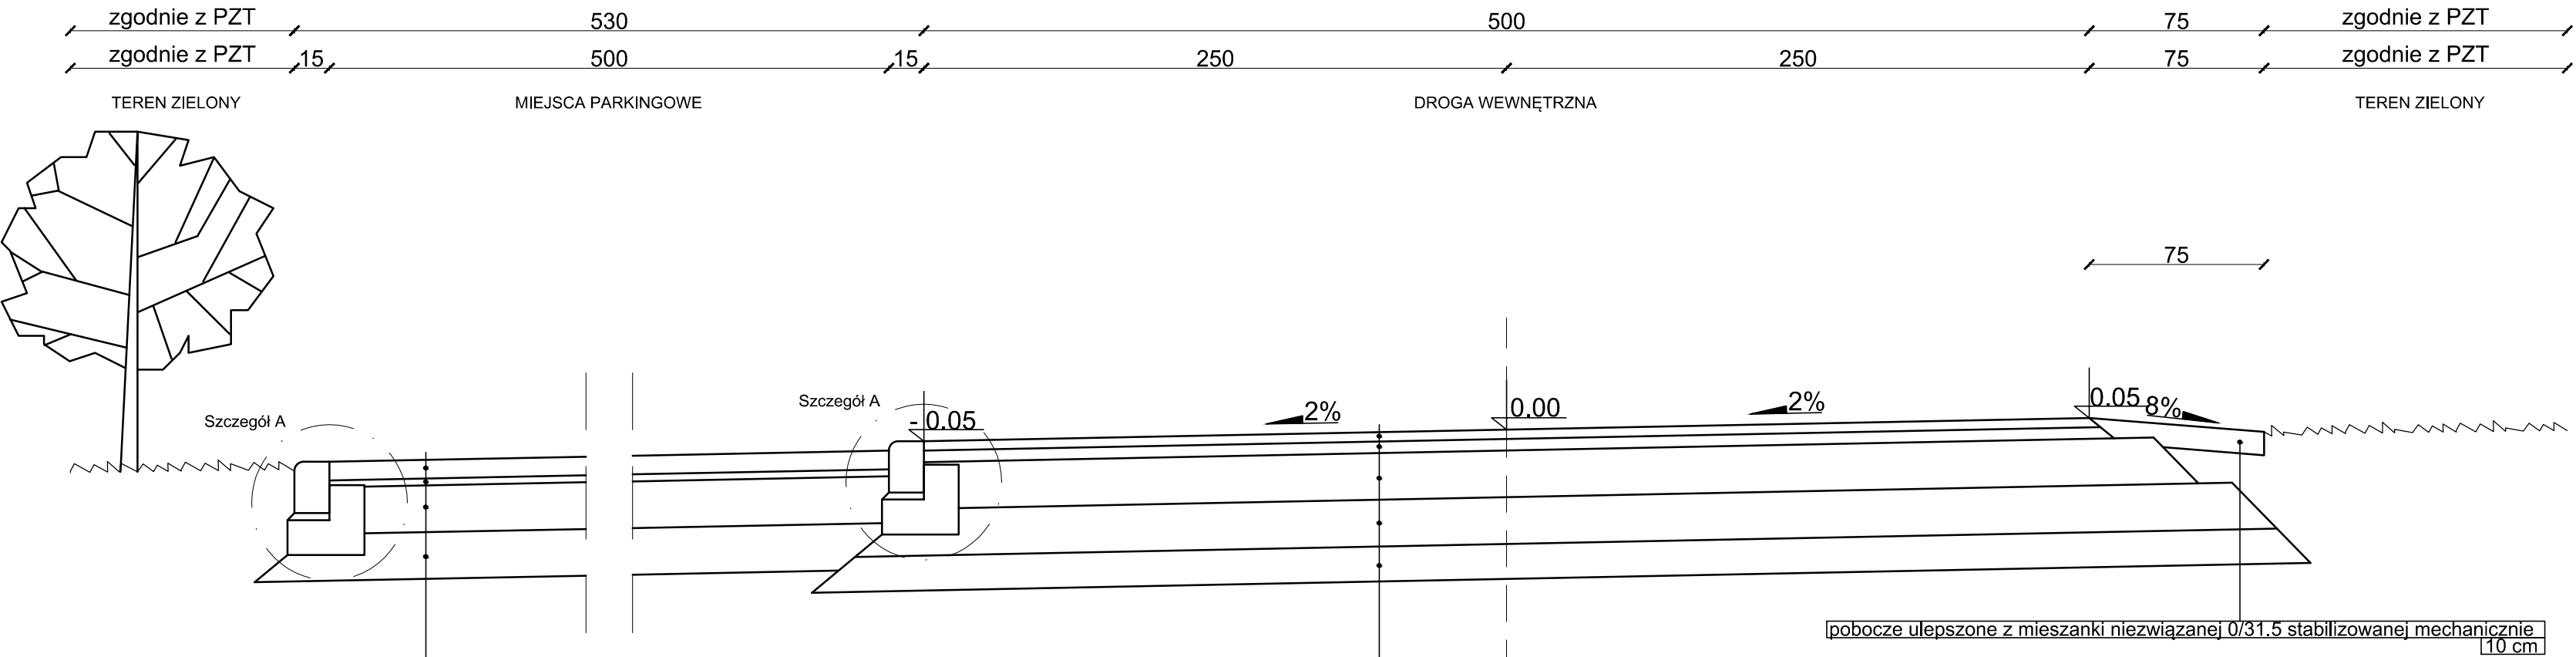 zgodnie z PZT 530 500 75 zgodnie z PZT
zgodnie z PZT 15 500 15 250 250 75 zgodnie z PZT
TEREN ZIELONY MIEJSCA PARKINGOWE DROGA WEWNĘTRZNA TEREN ZIELONY
75
Szczegół A
Szczegół A
- 0.05
2%
0.00
2%
0.05
8%
pobocze ulepszone z mieszanki niezwiązanej 0/31.5 stabilizowanej mechanicznie
10 cm